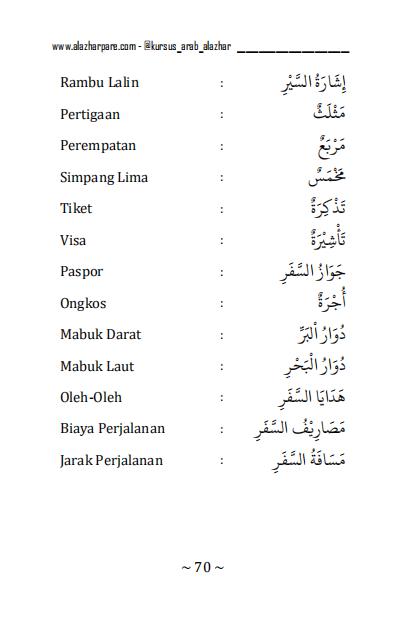 www.alazharpare.com - @kursus_arab_alazhar
Rambu Lalin : إِشَارَةُ السَّيْرِ
Pertigaan : مَثْلَثٌ
Perempatan : مَرْبَعٌ
Simpang Lima : مَخْمَسٌ
Tiket : تَذْكِرَةٌ
Visa : تَأْشِيْرَةٌ
Paspor : جَوَازُ السَّفَرِ
Ongkos : أُجْرَةٌ
Mabuk Darat : دُوَارُ اْلبَرِّ
Mabuk Laut : دُوَارُ الْبَحْرِ
Oleh-Oleh : هَدَايَا السَّفَرِ
Biaya Perjalanan : مَصَارِيْفُ السَّفَرِ
Jarak Perjalanan : مَسَافَةُ السَّفَرِ
~ 70 ~